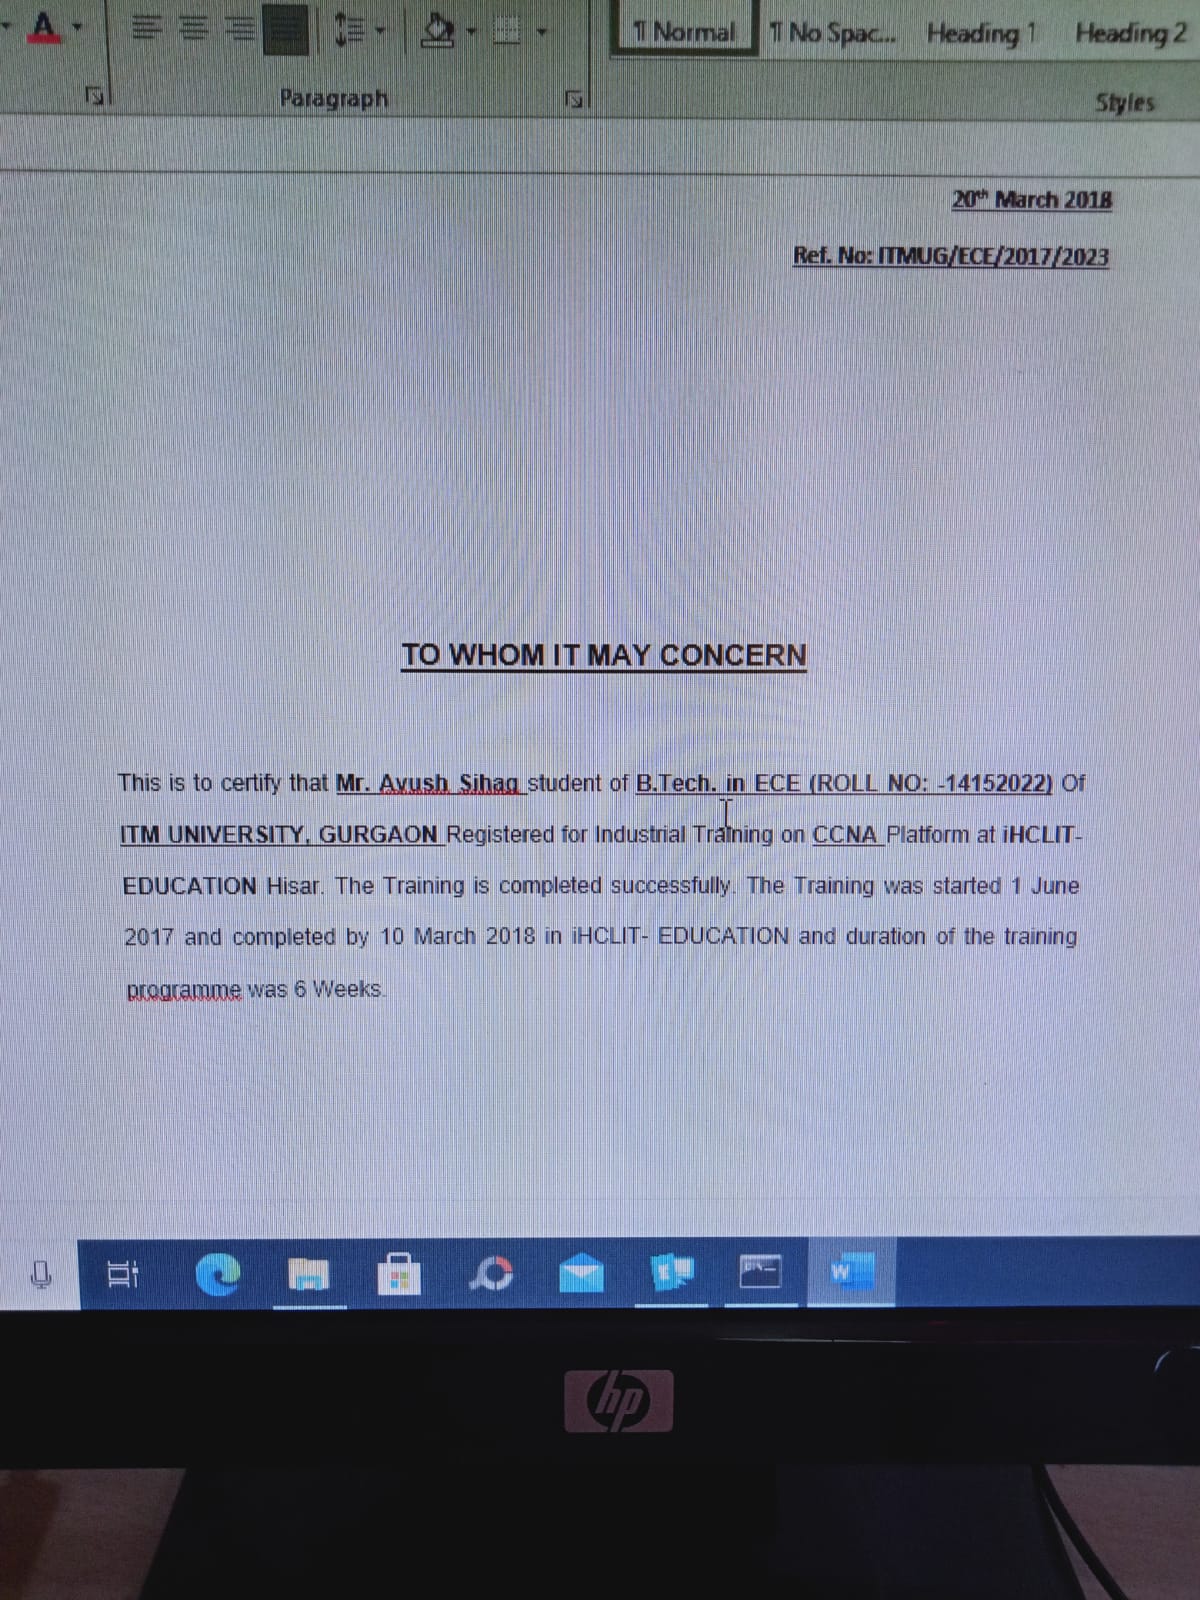 A
¶ Normal
¶ No Spac...
Heading 1
Heading 2
Paragraph
Styles
20th March 2018
Ref. No: ITMUG/ECE/2017/2023
TO WHOM IT MAY CONCERN
This is to certify that Mr. Ayush Sihag student of B.Tech. in ECE (ROLL NO: -14152022) Of
ITM UNIVERSITY, GURGAON Registered for Industrial Training on CCNA Platform at iHCLIT-
EDUCATION Hisar. The Training is completed successfully. The Training was started 1 June
2017 and completed by 10 March 2018 in iHCLIT- EDUCATION and duration of the training
programme was 6 Weeks.
W
hp